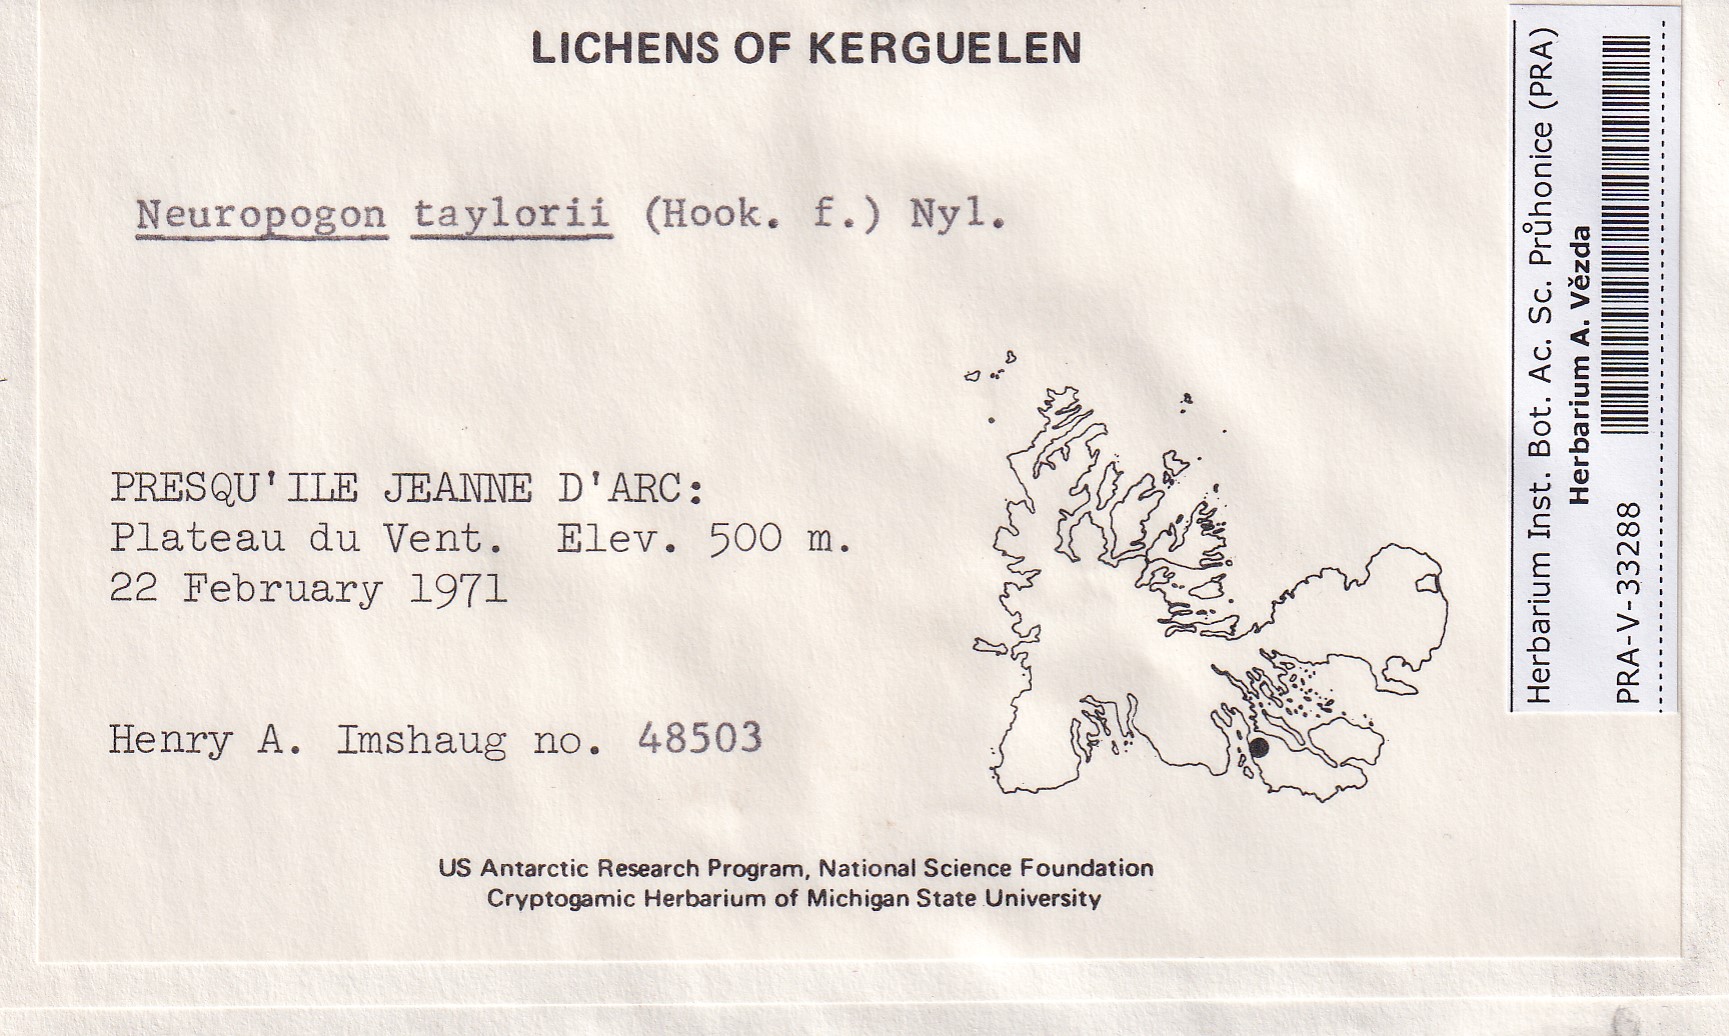 LICHENS OF KERGUELEN
Neuropogon taylorii (Hook. f.) Nyl.
PRESQU'ILE JEANNE D'ARC:
Plateau du Vent.  Elev. 500 m.
22 February 1971
Henry A. Imshaug no. 48503
US Antarctic Research Program, National Science Foundation
Cryptogamic Herbarium of Michigan State University
Herbarium Inst. Bot. Ac. Sc. Průhonice (PRA)
Herbarium A. Vězda
PRA-V-33288